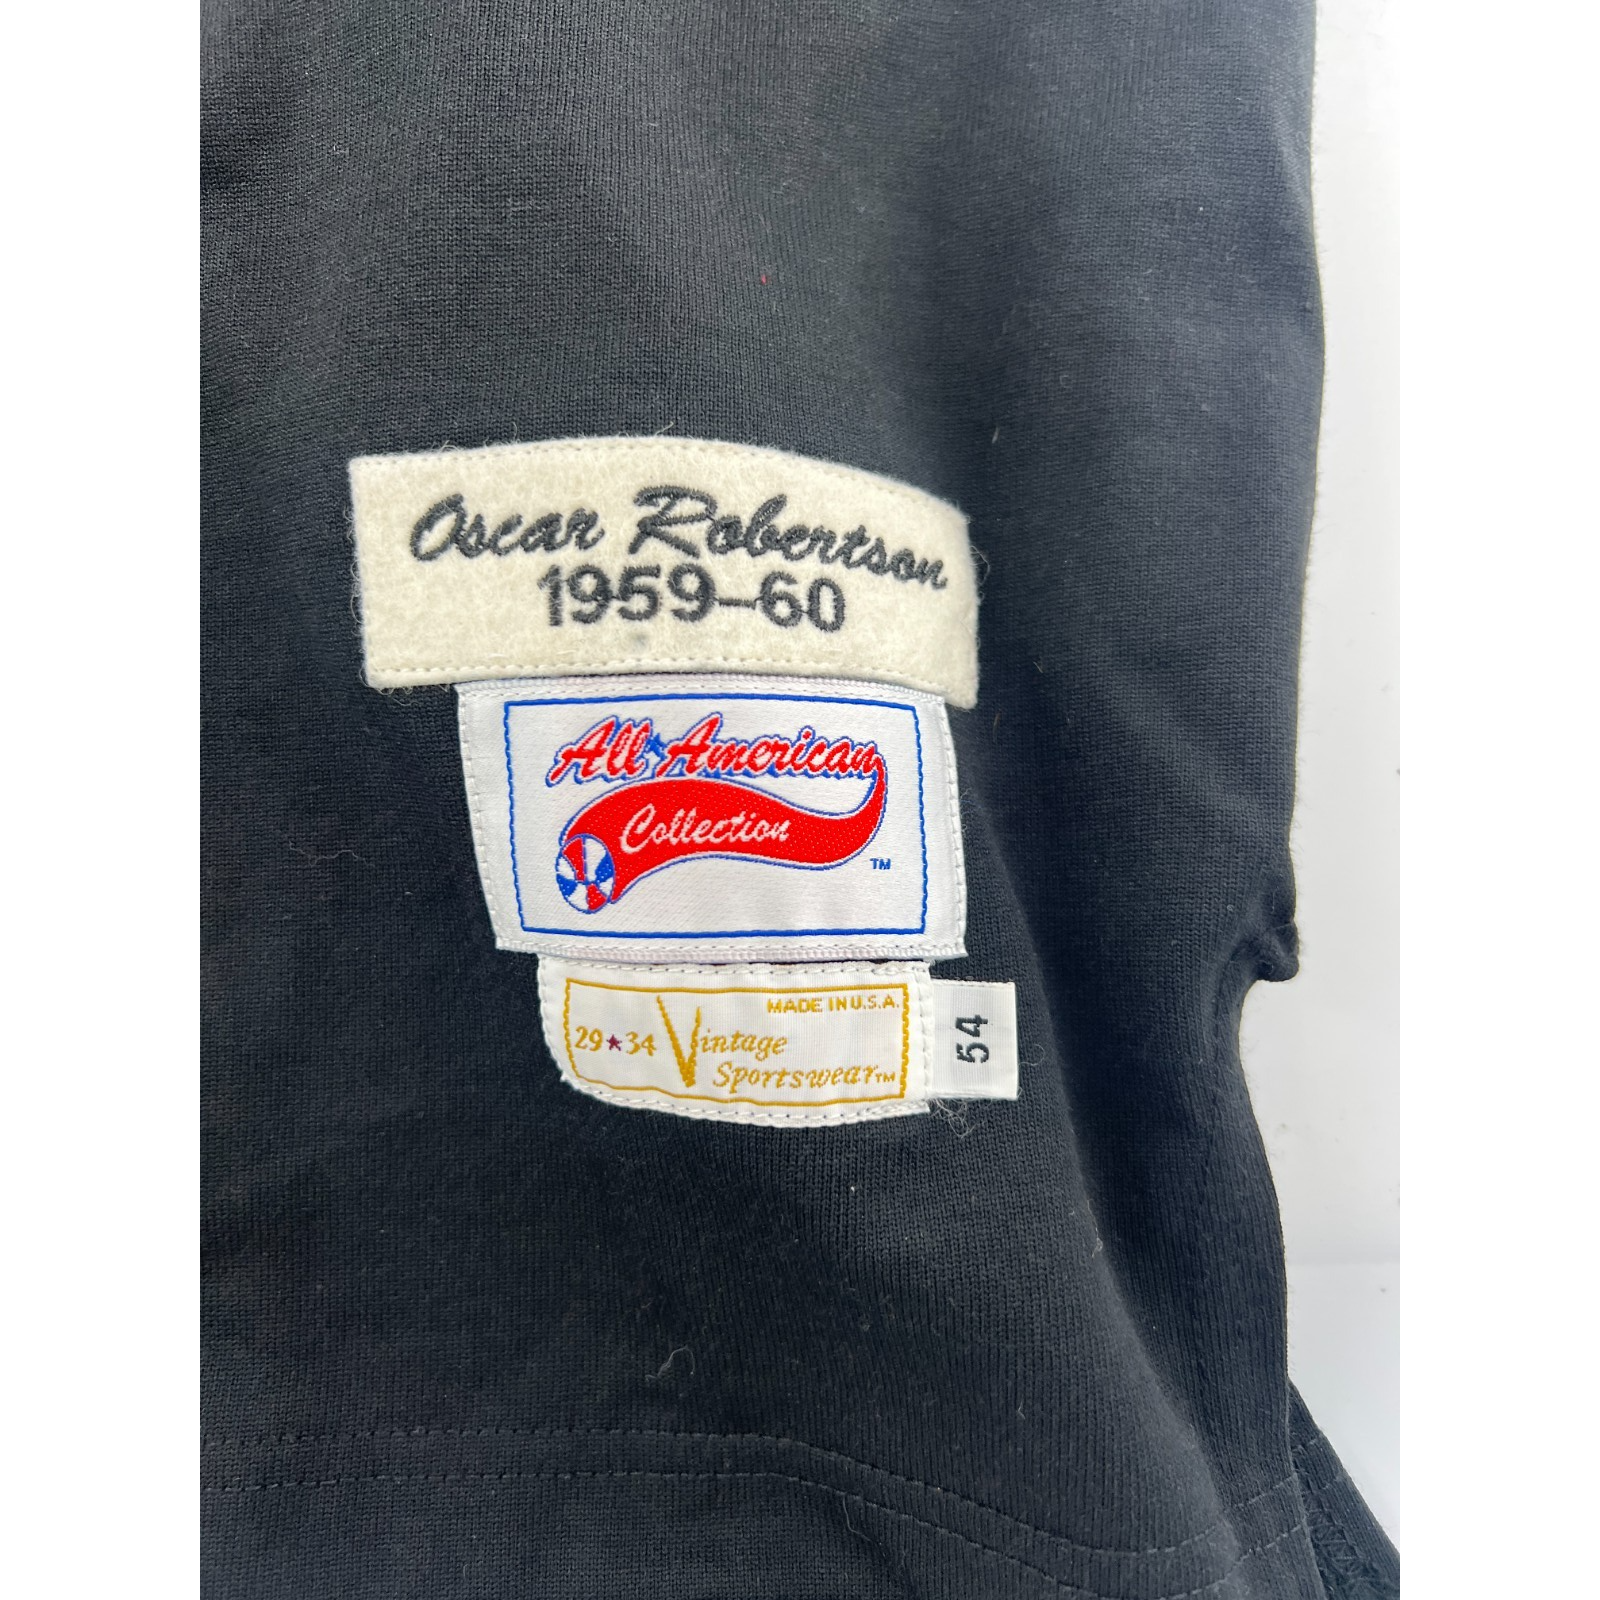 Oscar Robertson
1959-60
All American
Collection
TM
MADE IN U.S.A.
29★34 Vintage
Sportswear TM
54